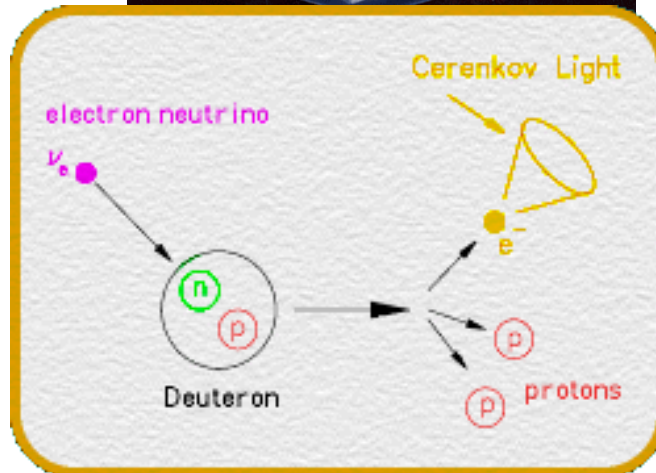 Cerenkov Light
electron neutrino
νe
e⁻
n
p
p
Deuteron
p
protons